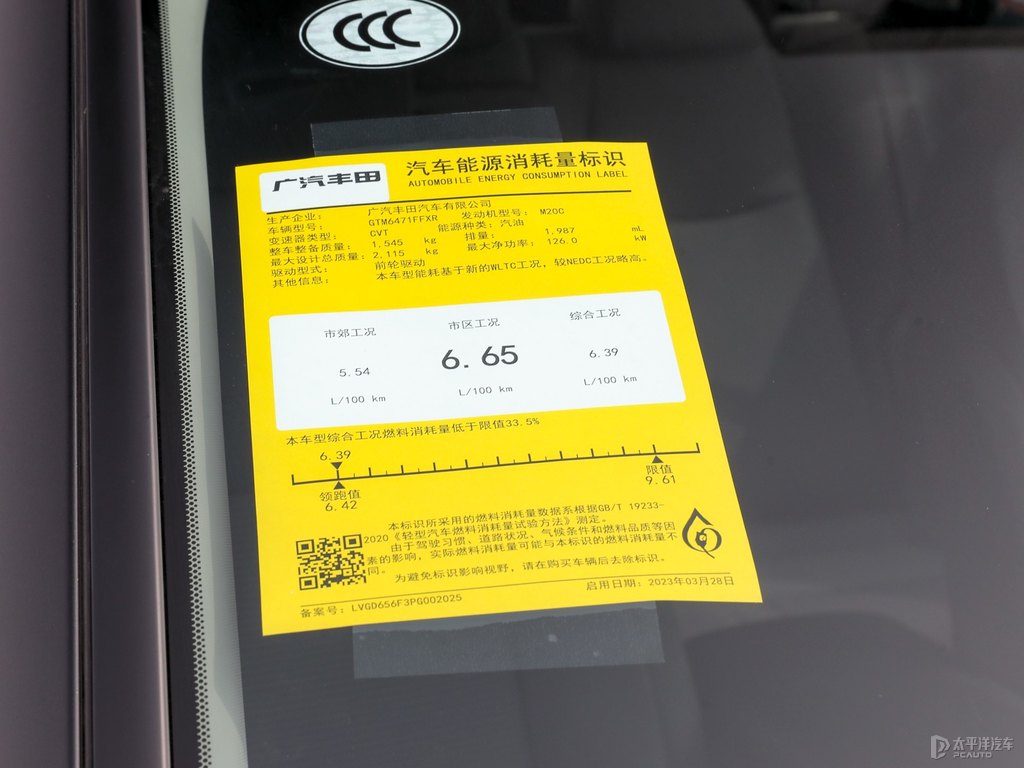 CCC
广汽丰田
汽车能源消耗量标识
AUTOMOBILE ENERGY CONSUMPTION LABEL
生产企业: 广汽丰田汽车有限公司
车辆型号: GTM6471FFXR 发动机型号: M20C
变速器类型: CVT 能源种类: 汽油
整车整备质量: 1,545 kg 排量: 1,987 mL
最大设计总质量: 2,115 kg 最大净功率: 126.0 kW
驱动型式: 前轮驱动
其他信息: 本车型能耗基于新的WLTC工况，较NEDC工况略高。
市郊工况 市区工况 综合工况
5.54 6.65 6.39
L/100 km L/100 km L/100 km
本车型综合工况燃料消耗量低于限值33.5%
6.39
领跑值 限值
6.42 9.61
本标识所采用的燃料消耗量数据系根据GB/T 19233-
2020《轻型汽车燃料消耗量试验方法》测定。
由于驾驶习惯、道路状况、气候条件和燃料品质等因
素的影响，实际燃料消耗量可能与本标识的燃料消耗量不
同。
为避免标识影响视野，请在购买车辆后去除标识。
备案号: LVGD656F3PG002025 启用日期: 2023年03月28日
太平洋汽车
PCAUTO